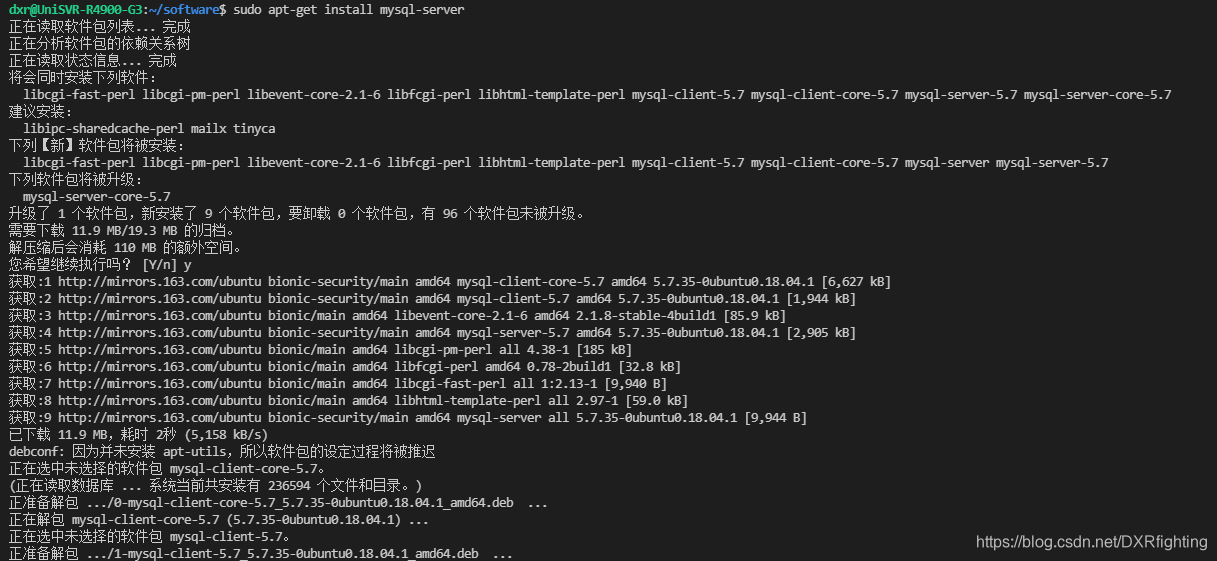 dxr@UniSVR-R4900-G3:~/software$ sudo apt-get install mysql-server
正在读取软件包列表... 完成
正在分析软件包的依赖关系树
正在读取状态信息... 完成
将会同时安装下列软件：
  libcgi-fast-perl libcgi-pm-perl libevent-core-2.1-6 libfcgi-perl libhtml-template-perl mysql-client-5.7 mysql-client-core-5.7 mysql-server-5.7 mysql-server-core-5.7
建议安装：
  libipc-sharedcache-perl mailx tinyca
下列【新】软件包将被安装：
  libcgi-fast-perl libcgi-pm-perl libevent-core-2.1-6 libfcgi-perl libhtml-template-perl mysql-client-5.7 mysql-client-core-5.7 mysql-server mysql-server-5.7
下列软件包将被升级：
  mysql-server-core-5.7
升级了 1 个软件包，新安装了 9 个软件包，要卸载 0 个软件包，有 96 个软件包未被升级。
需要下载 11.9 MB/19.3 MB 的归档。
解压缩后会消耗 110 MB 的额外空间。
您希望继续执行吗？ [Y/n] y
获取:1 http://mirrors.163.com/ubuntu bionic-security/main amd64 mysql-client-core-5.7 amd64 5.7.35-0ubuntu0.18.04.1 [6,627 kB]
获取:2 http://mirrors.163.com/ubuntu bionic-security/main amd64 mysql-client-5.7 amd64 5.7.35-0ubuntu0.18.04.1 [1,944 kB]
获取:3 http://mirrors.163.com/ubuntu bionic/main amd64 libevent-core-2.1-6 amd64 2.1.8-stable-4build1 [85.9 kB]
获取:4 http://mirrors.163.com/ubuntu bionic-security/main amd64 mysql-server-5.7 amd64 5.7.35-0ubuntu0.18.04.1 [2,905 kB]
获取:5 http://mirrors.163.com/ubuntu bionic/main amd64 libcgi-pm-perl all 4.38-1 [185 kB]
获取:6 http://mirrors.163.com/ubuntu bionic/main amd64 libfcgi-perl amd64 0.78-2build1 [32.8 kB]
获取:7 http://mirrors.163.com/ubuntu bionic/main amd64 libcgi-fast-perl all 1:2.13-1 [9,940 B]
获取:8 http://mirrors.163.com/ubuntu bionic/main amd64 libhtml-template-perl all 2.97-1 [59.0 kB]
获取:9 http://mirrors.163.com/ubuntu bionic-security/main amd64 mysql-server all 5.7.35-0ubuntu0.18.04.1 [9,944 B]
已下载 11.9 MB，耗时 2秒 (5,158 kB/s)
debconf: 因为并未安装 apt-utils，所以软件包的设定过程将被推迟
正在选中未选择的软件包 mysql-client-core-5.7。
(正在读取数据库 ... 系统当前共安装有 236594 个文件和目录。)
正准备解包 .../0-mysql-client-core-5.7_5.7.35-0ubuntu0.18.04.1_amd64.deb  ...
正在解包 mysql-client-core-5.7 (5.7.35-0ubuntu0.18.04.1) ...
正在选中未选择的软件包 mysql-client-5.7。
正准备解包 .../1-mysql-client-5.7_5.7.35-0ubuntu0.18.04.1_amd64.deb  ...
https://blog.csdn.net/DXRfighting